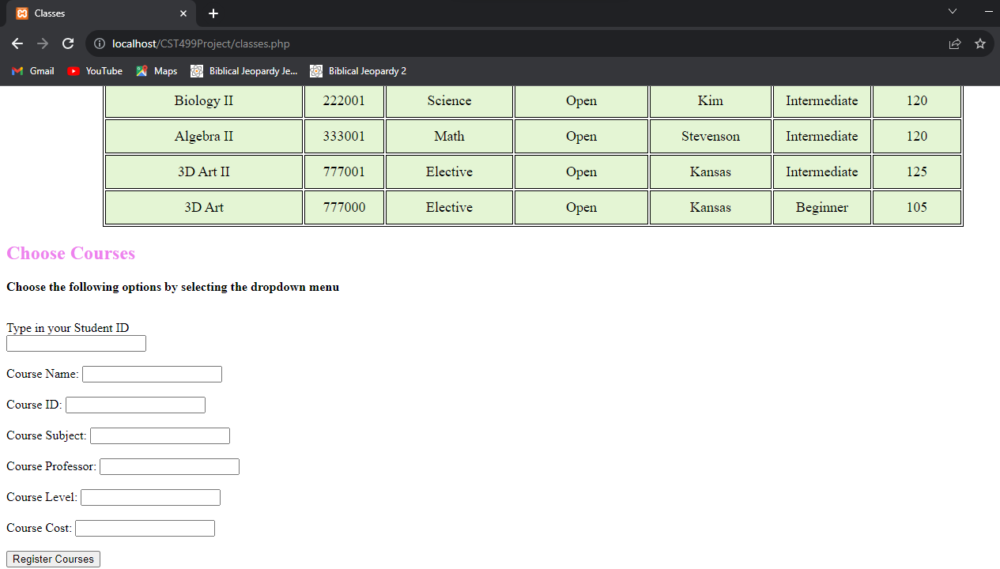 Classes
localhost/CST499Project/classes.php
Gmail YouTube Maps Biblical Jeopardy Je... Biblical Jeopardy 2
Biology II 222001 Science Open Kim Intermediate 120
Algebra II 333001 Math Open Stevenson Intermediate 120
3D Art II 777001 Elective Open Kansas Intermediate 125
3D Art 777000 Elective Open Kansas Beginner 105
Choose Courses
Choose the following options by selecting the dropdown menu
Type in your Student ID
Course Name:
Course ID:
Course Subject:
Course Professor:
Course Level:
Course Cost:
Register Courses